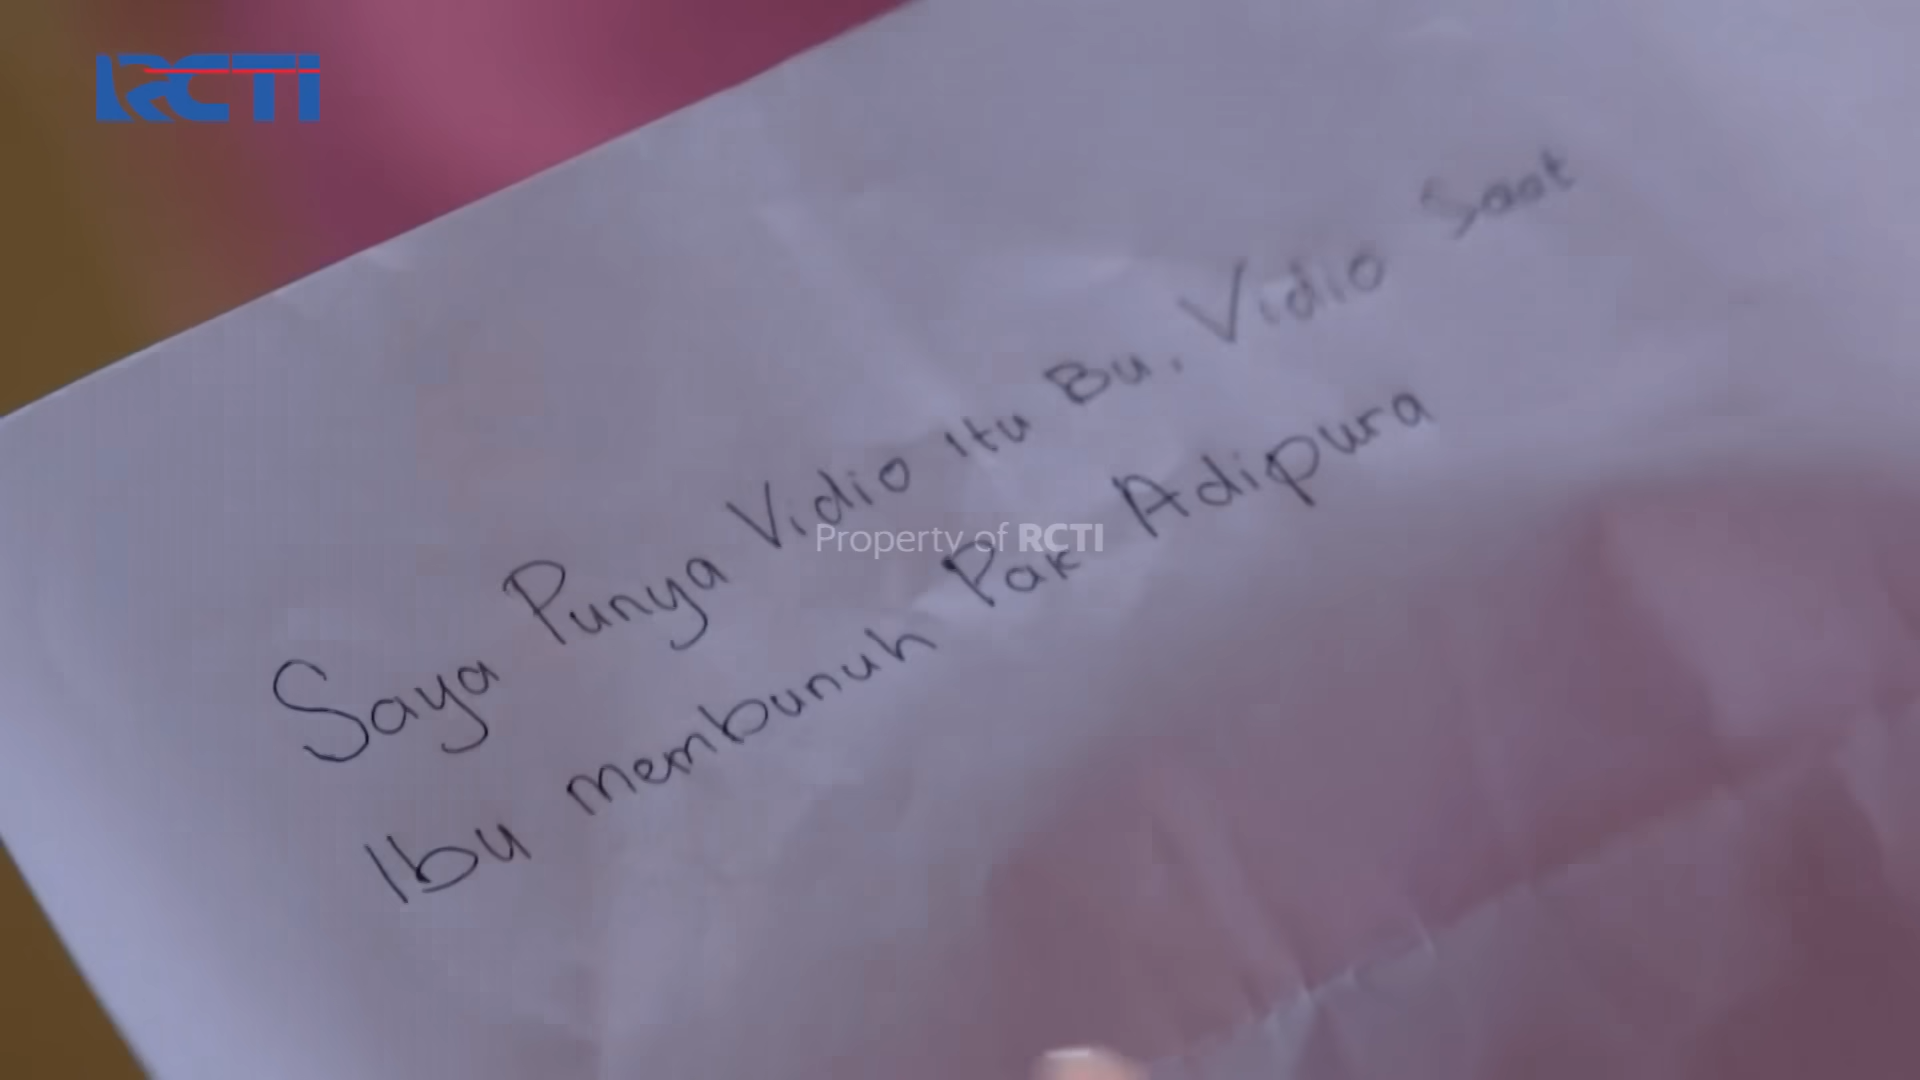 RCTI
Saya Punya Vidio Itu Bu. Vidio Saat
Property of RCTI
Ibu membunuh Pak Adipura